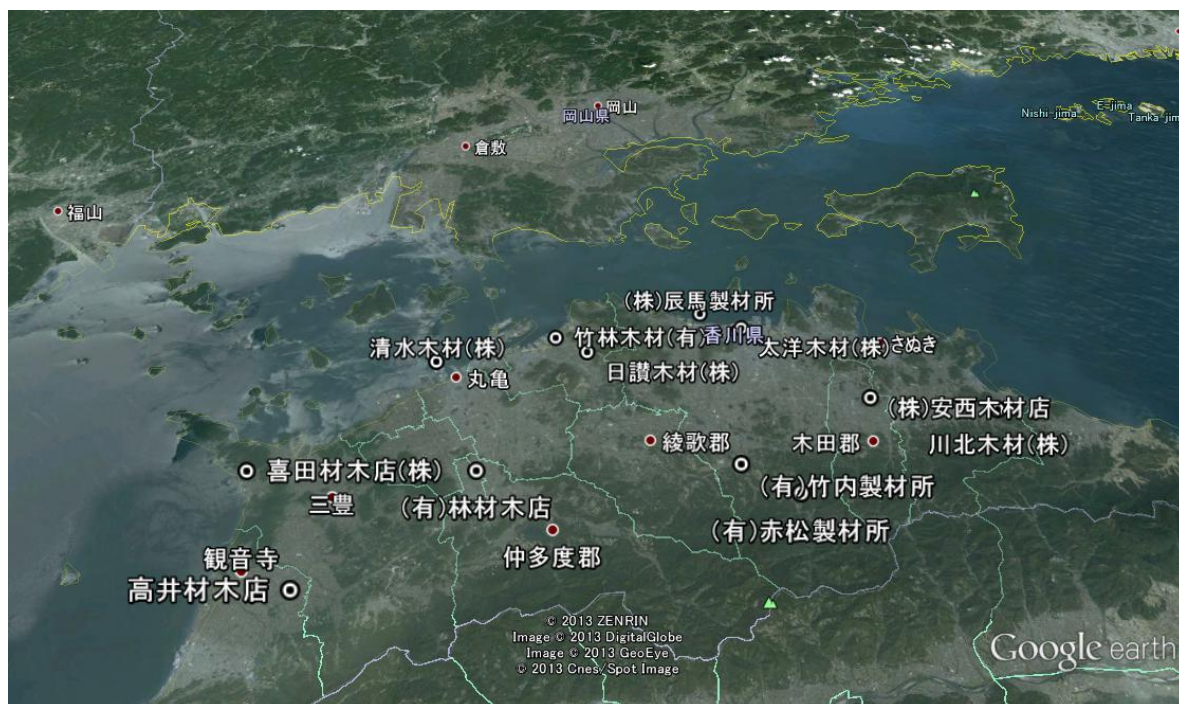 岡山
岡山県
Nishi-jima
E-jima
Tanka jim
倉敷
福山
(株)辰馬製材所
竹林木材(有)
香川県
清水木材(株)
太洋木材(株)
さぬき
日讃木材(株)
丸亀
(株)安西木材店
綾歌郡
木田郡
川北木材(株)
喜田材木店(株)
三豊
(有)林材木店
(有)竹内製材所
(有)赤松製材所
観音寺
仲多度郡
高井材木店
© 2013 ZENRIN
Image © 2013 DigitalGlobe
Image © 2013 GeoEye
© 2013 Cnes/Spot Image
Google earth